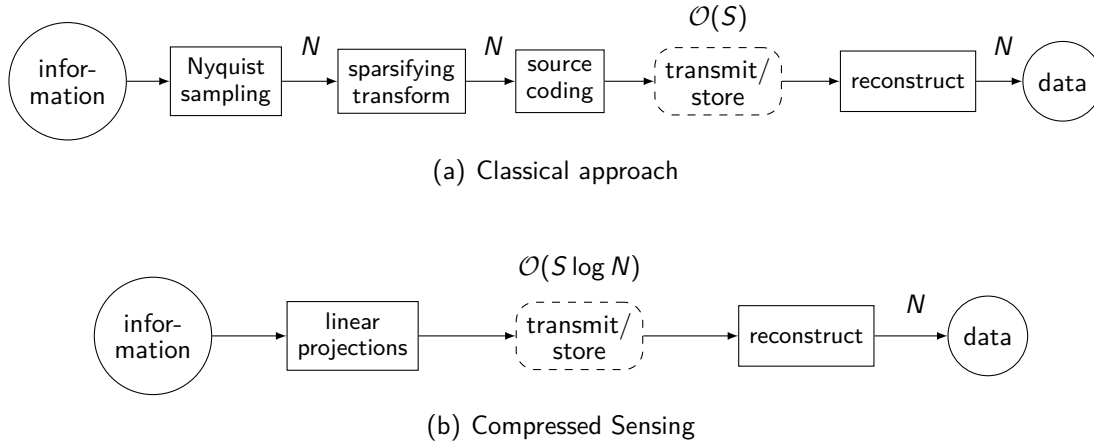 O(S)
N
N
N
infor-
mation
Nyquist
sampling
sparsifying
transform
source
coding
transmit/
store
reconstruct
data
(a) Classical approach
O(S log N)
N
infor-
mation
linear
projections
transmit/
store
reconstruct
data
(b) Compressed Sensing